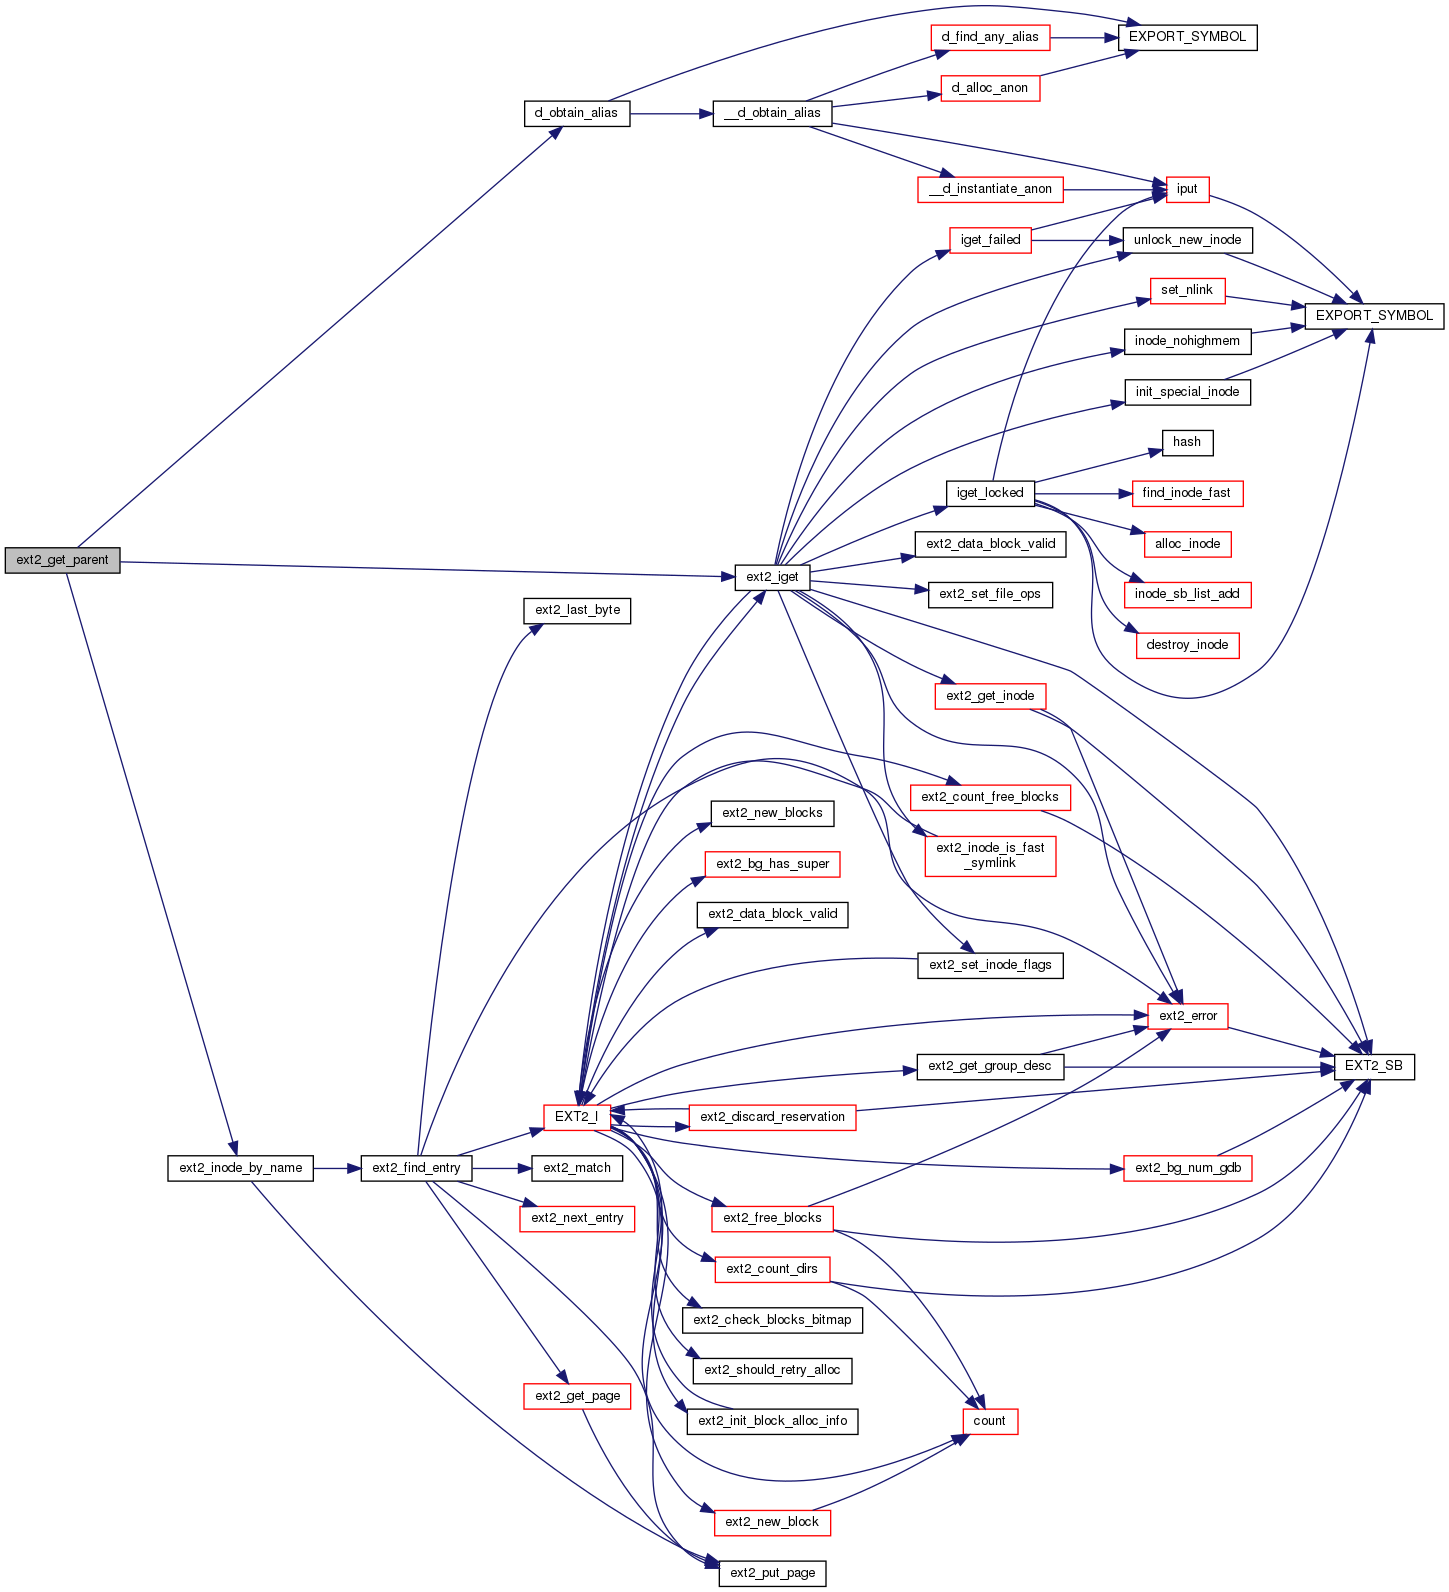 d_find_any_alias
EXPORT_SYMBOL
d_alloc_anon
d_obtain_alias
__d_obtain_alias
__d_instantiate_anon
iput
iget_failed
unlock_new_inode
set_nlink
EXPORT_SYMBOL
inode_nohighmem
init_special_inode
hash
iget_locked
find_inode_fast
ext2_data_block_valid
alloc_inode
ext2_get_parent
ext2_iget
ext2_set_file_ops
inode_sb_list_add
ext2_last_byte
destroy_inode
ext2_get_inode
ext2_count_free_blocks
ext2_new_blocks
ext2_inode_is_fast
_symlink
ext2_bg_has_super
ext2_data_block_valid
ext2_set_inode_flags
ext2_error
ext2_get_group_desc
EXT2_SB
EXT2_I
ext2_discard_reservation
ext2_inode_by_name
ext2_find_entry
ext2_match
ext2_bg_num_gdb
ext2_next_entry
ext2_free_blocks
ext2_count_dirs
ext2_check_blocks_bitmap
ext2_should_retry_alloc
ext2_get_page
ext2_init_block_alloc_info
count
ext2_new_block
ext2_put_page